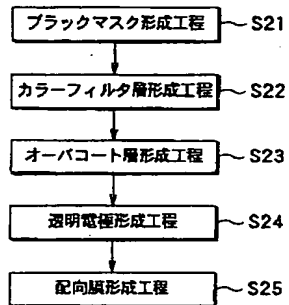 ブラックマスク形成工程 S21
カラーフィルタ層形成工程 S22
オーバコート層形成工程 S23
透明電極形成工程 S24
配向膜形成工程 S25